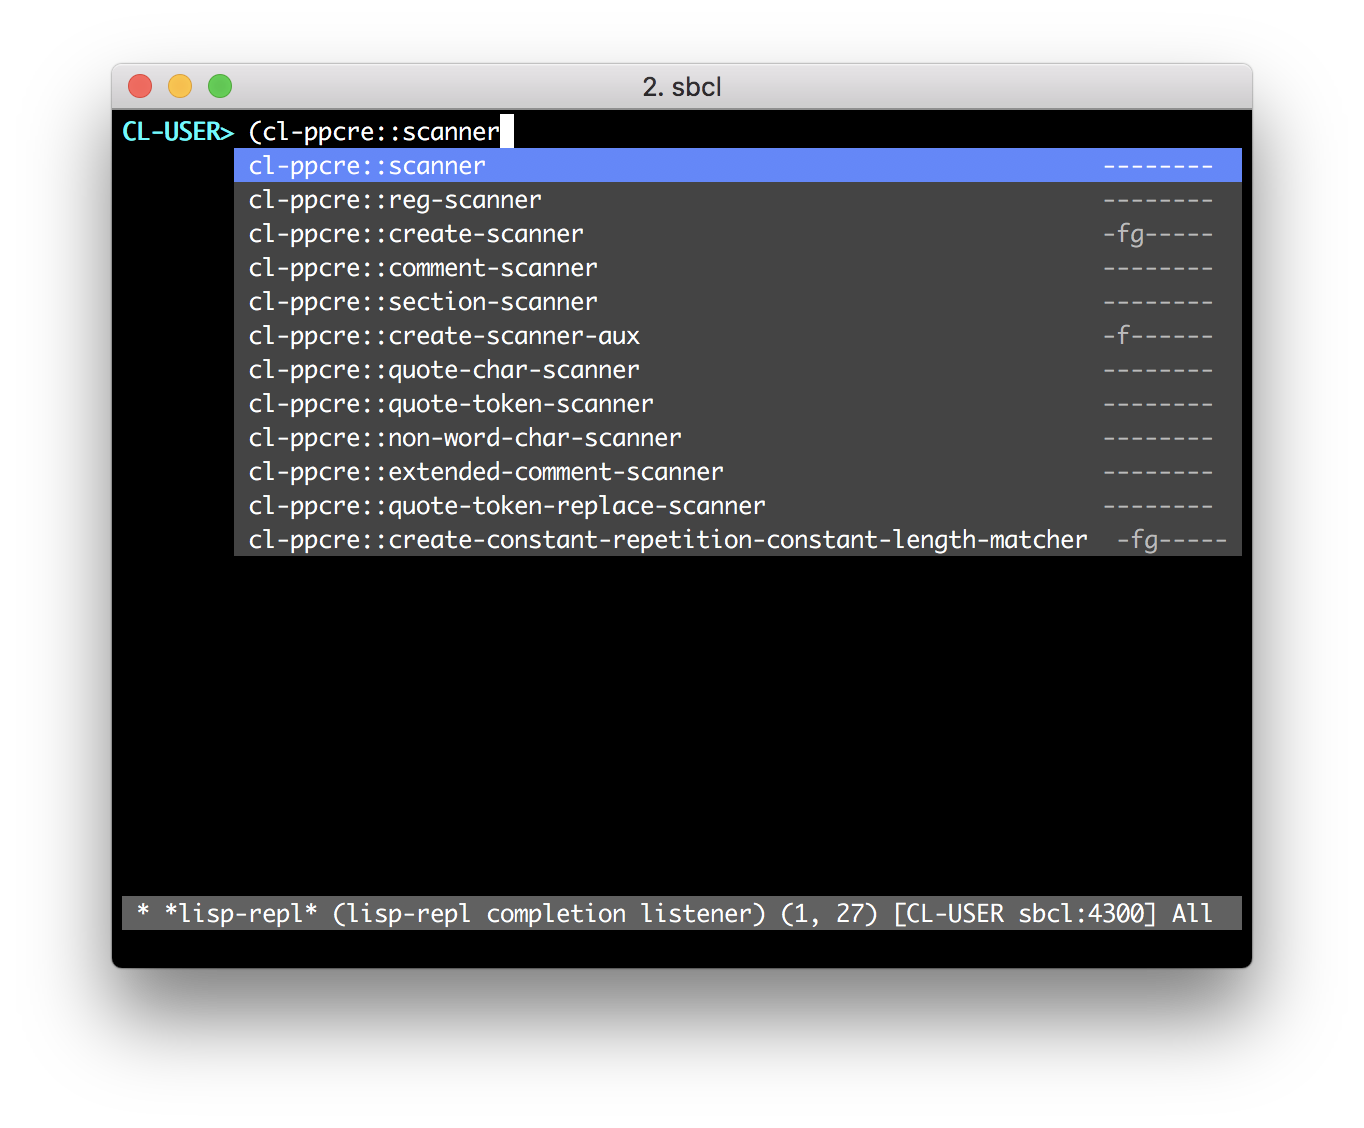 2. sbcl
CL-USER> (cl-ppcre::scanner
cl-ppcre::scanner --------
cl-ppcre::reg-scanner --------
cl-ppcre::create-scanner -fg-----
cl-ppcre::comment-scanner --------
cl-ppcre::section-scanner --------
cl-ppcre::create-scanner-aux -f------
cl-ppcre::quote-char-scanner --------
cl-ppcre::quote-token-scanner --------
cl-ppcre::non-word-char-scanner --------
cl-ppcre::extended-comment-scanner --------
cl-ppcre::quote-token-replace-scanner --------
cl-ppcre::create-constant-repetition-constant-length-matcher -fg-----
* *lisp-repl* (lisp-repl completion listener) (1, 27) [CL-USER sbcl:4300] All